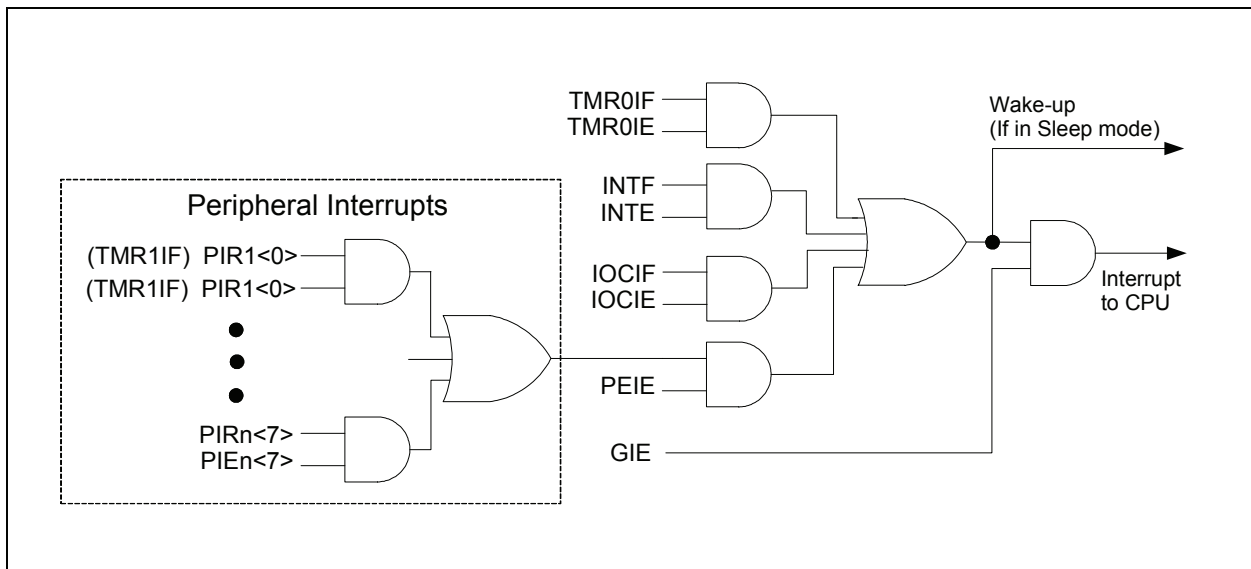 Peripheral Interrupts
(TMR1IF) PIR1<0>
(TMR1IF) PIR1<0>
PIRn<7>
PIEn<7>
TMR0IF
TMR0IE
INTF
INTE
IOCIF
IOCIE
PEIE
GIE
Wake-up
(If in Sleep mode)
Interrupt
to CPU